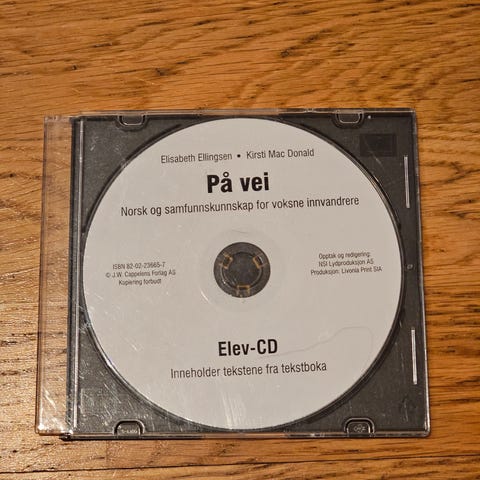 Elisabeth Ellingsen • Kirsti Mac Donald
På vei
Norsk og samfunnskunnskap for voksne innvandrere
ISBN 82-02-23665-7
© J.W. Cappelens Forlag AS
Kopiering forbudt
Opptak og redigering:
NSI Lydproduksjon AS
Produksjon: Livonia Print SIA
Elev-CD
Inneholder tekstene fra tekstboka